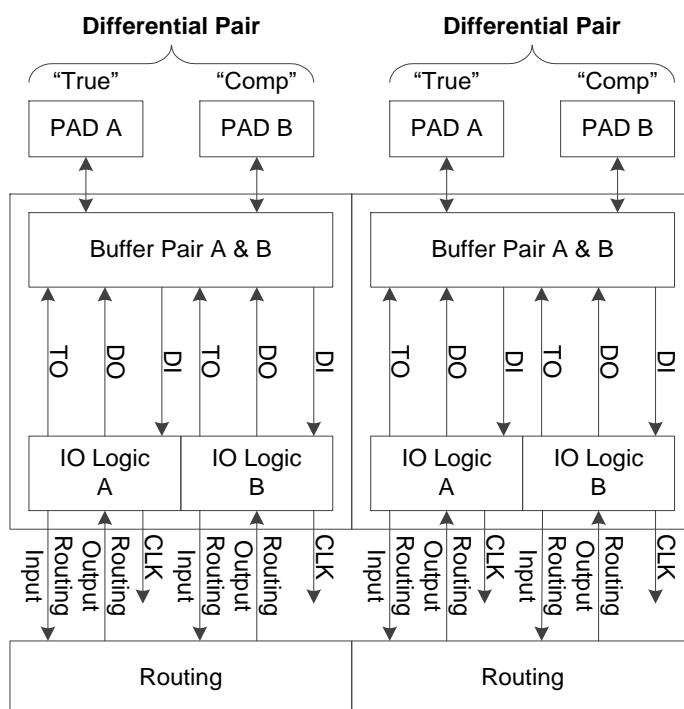 Differential Pair
Differential Pair
“True”
“Comp”
“True”
“Comp”
PAD A
PAD B
PAD A
PAD B
Buffer Pair A & B
Buffer Pair A & B
TO
DO
DI
TO
DO
DI
TO
DO
DI
TO
DO
DI
IO Logic
A
IO Logic
B
IO Logic
A
IO Logic
B
Routing
Input
Routing
Output
CLK
Routing
Input
Routing
Output
CLK
Routing
Input
Routing
Output
CLK
Routing
Input
Routing
Output
CLK
Routing
Routing